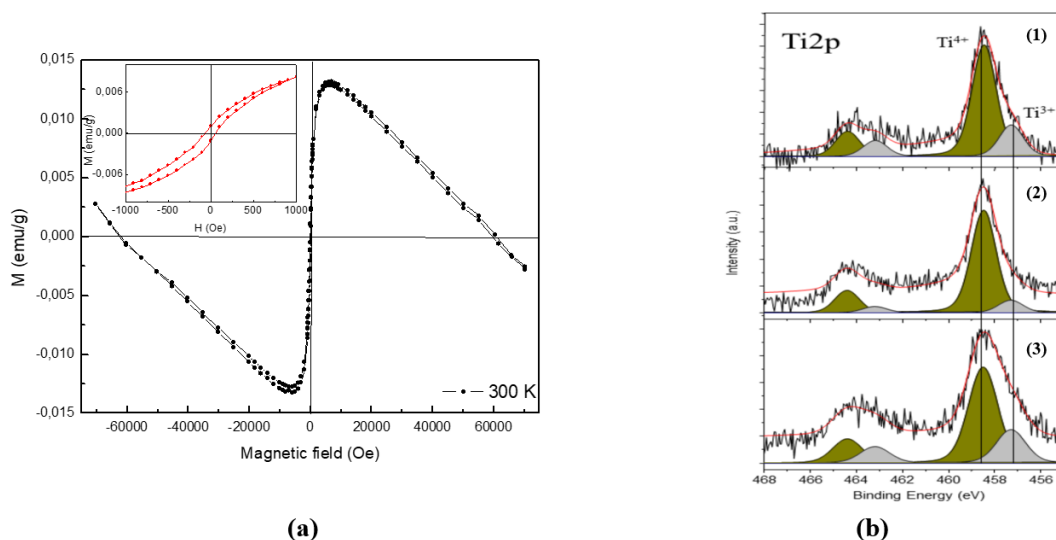 0,015
0,010
0,005
0,000
-0,005
-0,010
-0,015
M (emu/g)
-60000 -40000 -20000 0 20000 40000 60000
Magnetic field (Oe)
300 K
0,006
0,000
-0,006
M (emu/g)
-1000 -500 0 500 1000
H (Oe)
(a)
Ti2p
Ti4+
(1)
Ti3+
(2)
(3)
Intensity (a.u.)
468 466 464 462 460 458 456
Binding Energy (eV)
(b)